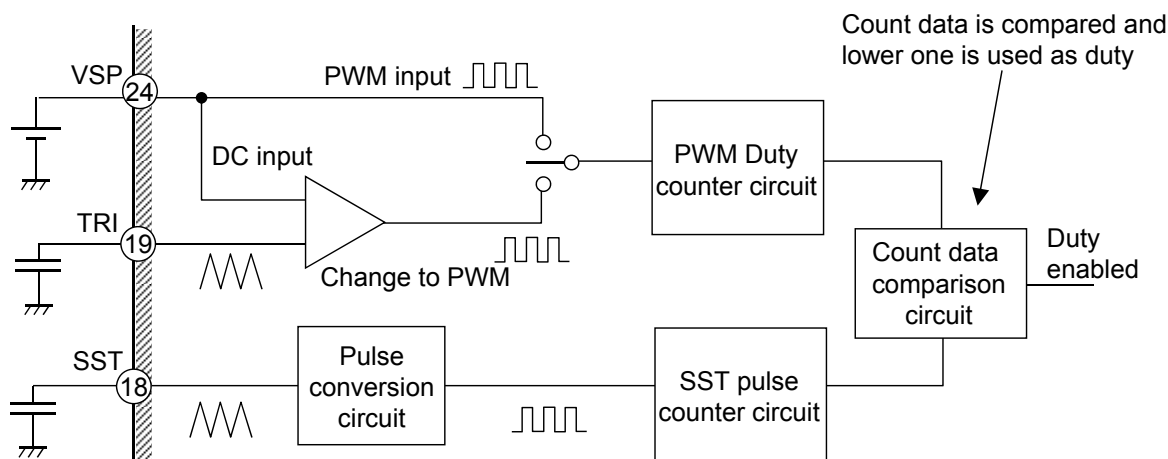 Count data is compared and
lower one is used as duty
VSP
24
PWM input
DC input
PWM Duty
counter circuit
TRI
19
Change to PWM
Count data
comparison
circuit
Duty
enabled
SST
18
Pulse
conversion
circuit
SST pulse
counter circuit